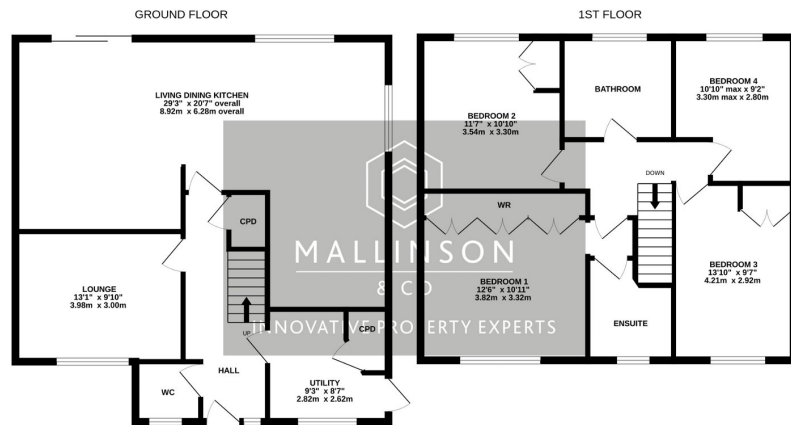 GROUND FLOOR
LIVING DINING KITCHEN
29'3" x 20'7" overall
8.92m x 6.28m overall
CPD
LOUNGE
13'1" x 9'10"
3.98m x 3.00m
UP
CPD
HALL
WC
UTILITY
9'3" x 8'7"
2.82m x 2.62m
1ST FLOOR
BEDROOM 2
11'7" x 10'10"
3.54m x 3.30m
BATHROOM
BEDROOM 4
10'10" max x 9'2"
3.30m max x 2.80m
DOWN
WR
BEDROOM 1
12'6" x 10'11"
3.82m x 3.32m
BEDROOM 3
13'10" x 9'7"
4.21m x 2.92m
ENSUITE
MALLINSON
& CO
INNOVATIVE PROPERTY EXPERTS